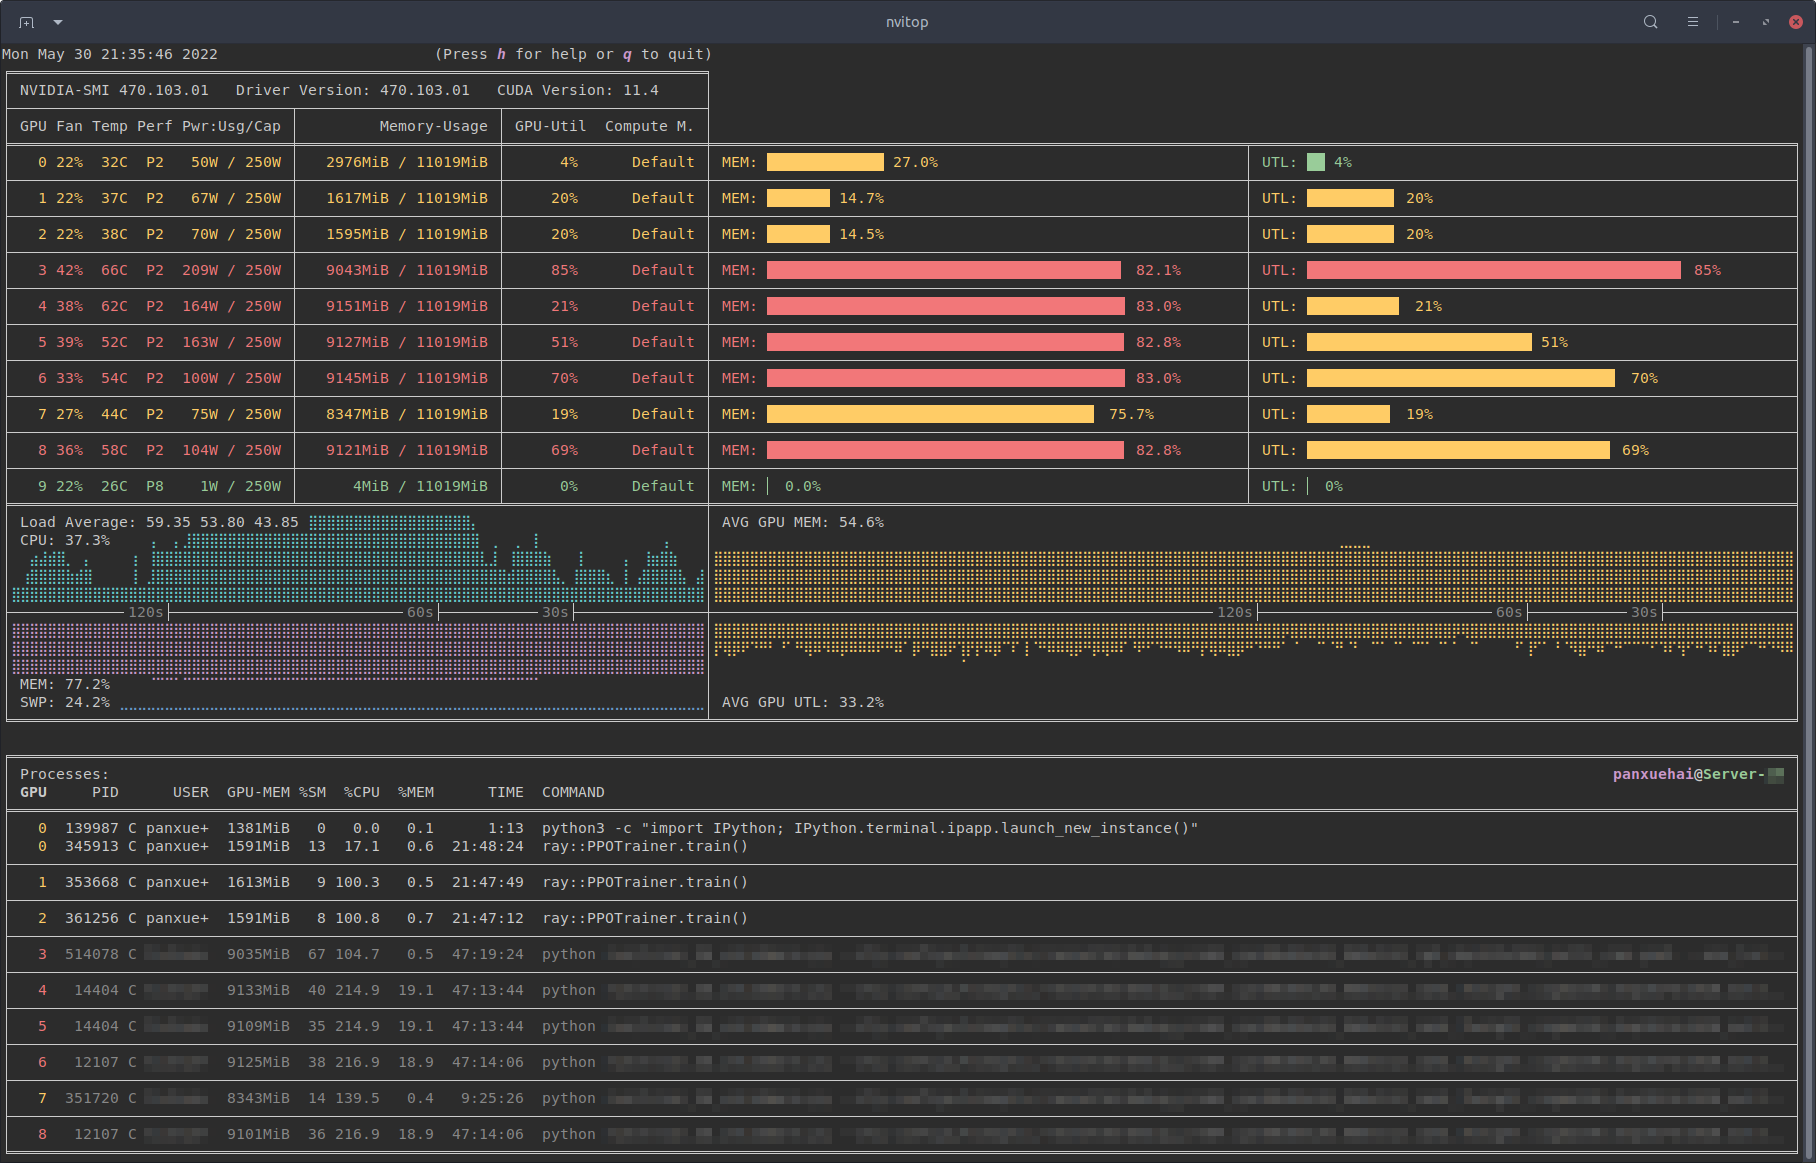 nvitop
Mon May 30 21:35:46 2022 (Press h for help or q to quit)
NVIDIA-SMI 470.103.01 Driver Version: 470.103.01 CUDA Version: 11.4
GPU Fan Temp Perf Pwr:Usg/Cap Memory-Usage GPU-Util Compute M.
0 22% 32C P2 50W / 250W 2976MiB / 11019MiB 4% Default MEM: 27.0% UTL: 4%
1 22% 37C P2 67W / 250W 1617MiB / 11019MiB 20% Default MEM: 14.7% UTL: 20%
2 22% 38C P2 70W / 250W 1595MiB / 11019MiB 20% Default MEM: 14.5% UTL: 20%
3 42% 66C P2 209W / 250W 9043MiB / 11019MiB 85% Default MEM: 82.1% UTL: 85%
4 38% 62C P2 164W / 250W 9151MiB / 11019MiB 21% Default MEM: 83.0% UTL: 21%
5 39% 52C P2 163W / 250W 9127MiB / 11019MiB 51% Default MEM: 82.8% UTL: 51%
6 33% 54C P2 100W / 250W 9145MiB / 11019MiB 70% Default MEM: 83.0% UTL: 70%
7 27% 44C P2 75W / 250W 8347MiB / 11019MiB 19% Default MEM: 75.7% UTL: 19%
8 36% 58C P2 104W / 250W 9121MiB / 11019MiB 69% Default MEM: 82.8% UTL: 69%
9 22% 26C P8 1W / 250W 4MiB / 11019MiB 0% Default MEM: 0.0% UTL: 0%
Load Average: 59.35 53.80 43.85 AVG GPU MEM: 54.6%
CPU: 37.3%
120s 60s 30s 120s 60s 30s
MEM: 77.2%
SWP: 24.2% AVG GPU UTL: 33.2%
Processes: panxuehai@Server-
GPU PID USER GPU-MEM %SM %CPU %MEM TIME COMMAND
0 139987 C panxue+ 1381MiB 0 0.0 0.1 1:13 python3 -c "import IPython; IPython.terminal.ipapp.launch_new_instance()"
0 345913 C panxue+ 1591MiB 13 17.1 0.6 21:48:24 ray::PPOTrainer.train()
1 353668 C panxue+ 1613MiB 9 100.3 0.5 21:47:49 ray::PPOTrainer.train()
2 361256 C panxue+ 1591MiB 8 100.8 0.7 21:47:12 ray::PPOTrainer.train()
3 514078 C 9035MiB 67 104.7 0.5 47:19:24 python
4 14404 C 9133MiB 40 214.9 19.1 47:13:44 python
5 14404 C 9109MiB 35 214.9 19.1 47:13:44 python
6 12107 C 9125MiB 38 216.9 18.9 47:14:06 python
7 351720 C 8343MiB 14 139.5 0.4 9:25:26 python
8 12107 C 9101MiB 36 216.9 18.9 47:14:06 python